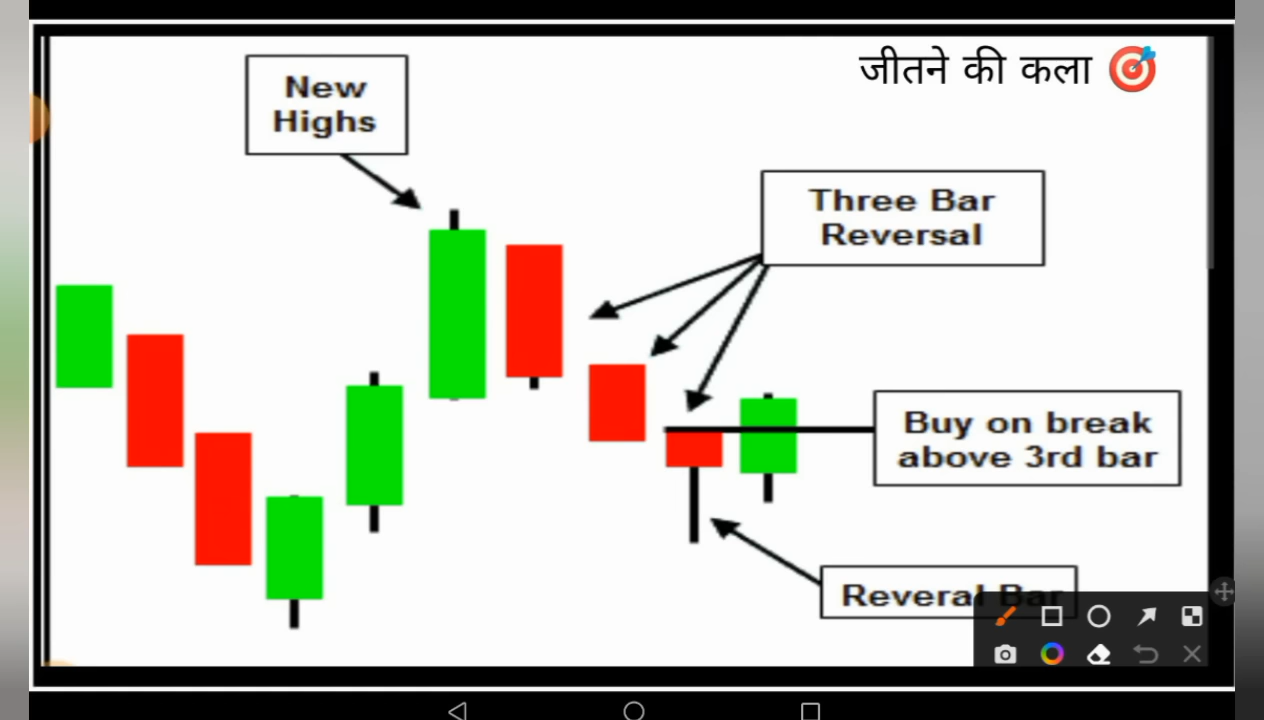 जीतने की कला 🎯
New
Highs
Three Bar
Reversal
Buy on break
above 3rd bar
Reveral Bar